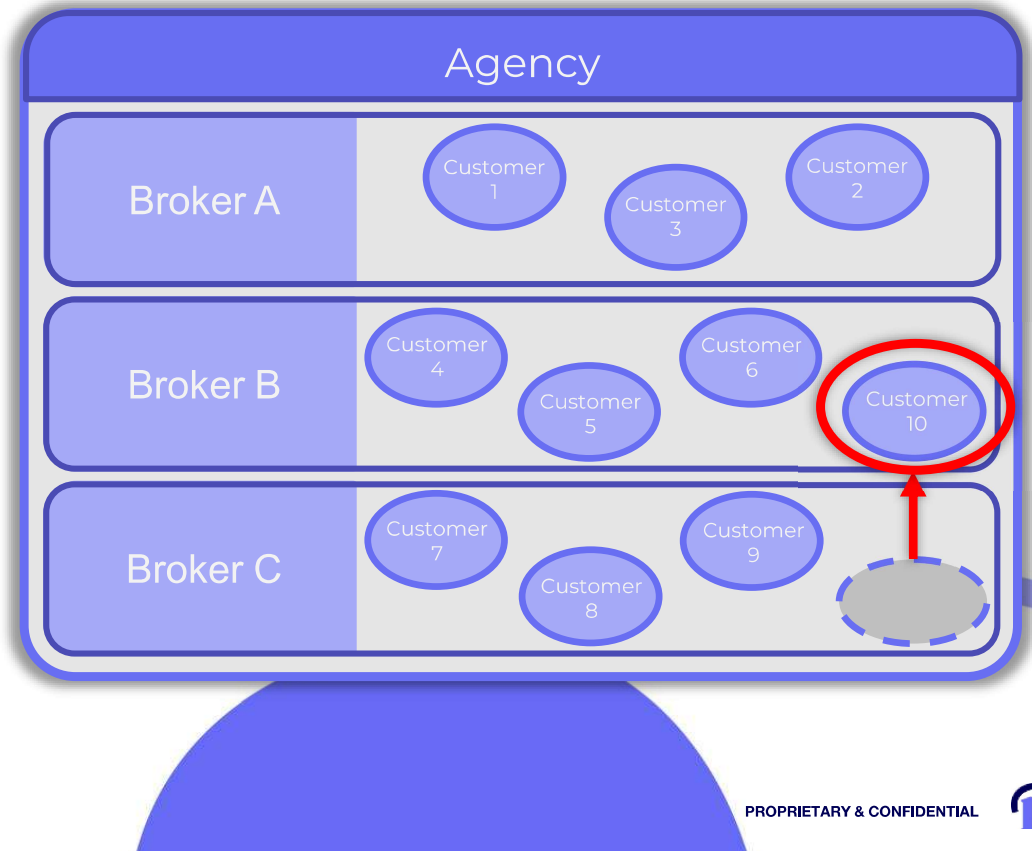 Agency
Broker A
Customer
1
Customer
3
Customer
2
Broker B
Customer
4
Customer
5
Customer
6
Customer
10
Broker C
Customer
7
Customer
8
Customer
9
PROPRIETARY & CONFIDENTIAL